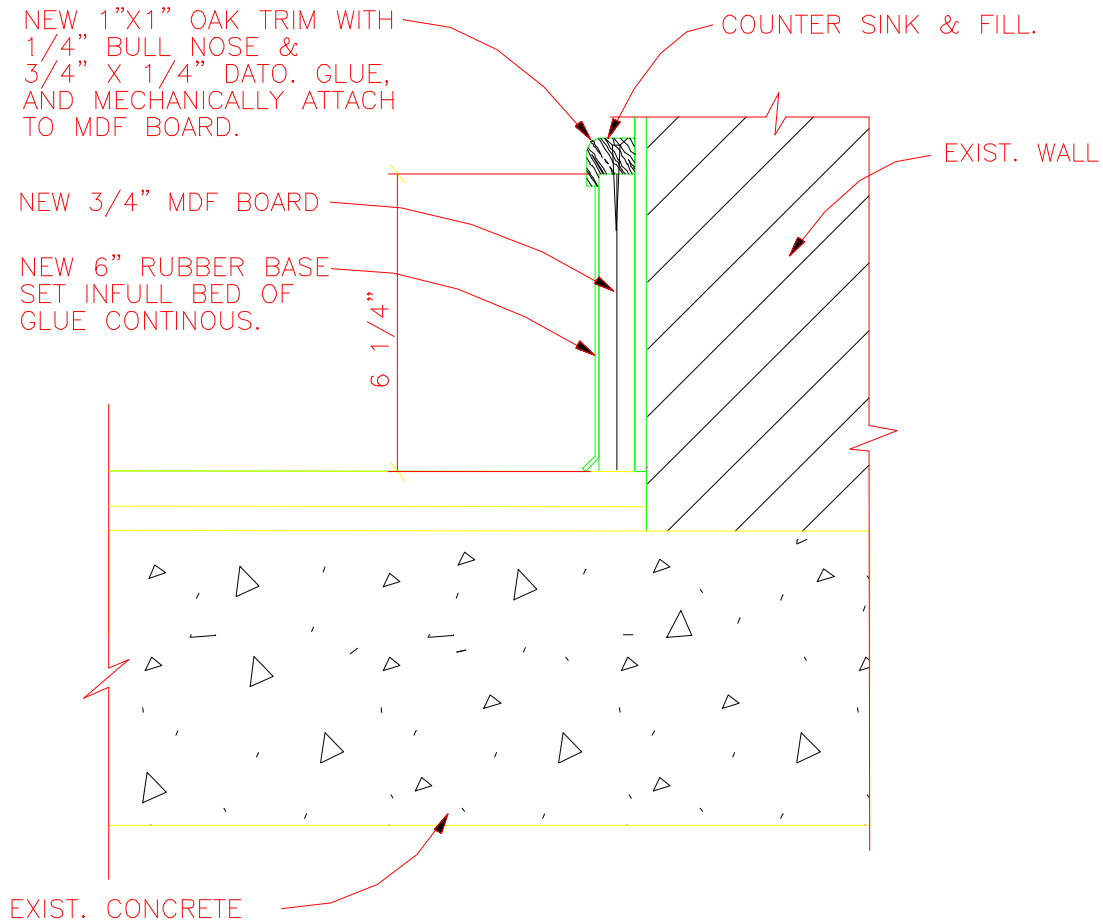 NEW 1”X1” OAK TRIM WITH
1/4” BULL NOSE &
3/4” X 1/4” DATO. GLUE,
AND MECHANICALLY ATTACH
TO MDF BOARD.
COUNTER SINK & FILL.
EXIST. WALL
NEW 3/4” MDF BOARD
NEW 6” RUBBER BASE
SET INFULL BED OF
GLUE CONTINOUS.
6 1/4”
EXIST. CONCRETE